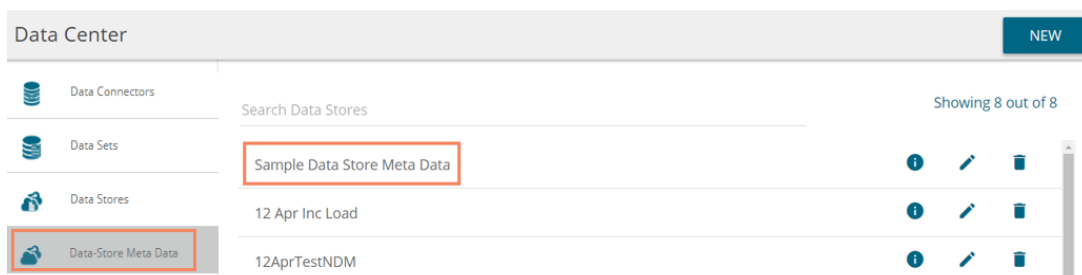 Data Center
NEW
Data Connectors
Data Sets
Data Stores
Data-Store Meta Data
Search Data Stores
Showing 8 out of 8
Sample Data Store Meta Data
12 Apr Inc Load
12AprTestNDM